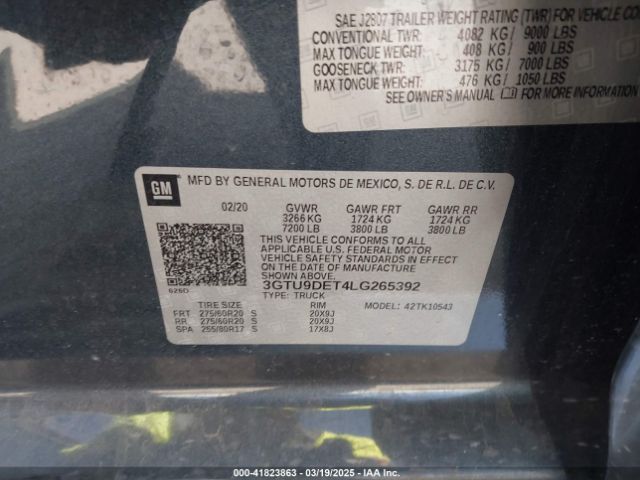 SAE J2807 TRAILER WEIGHT RATING (TWR) FOR VEHICLE CO
CONVENTIONAL TWR: 4082 KG/ 9000 LBS
MAX TONGUE WEIGHT: 408 KG/ 900 LBS
GOOSENECK TWR: 3175 KG/ 7000 LBS
MAX TONGUE WEIGHT: 476 KG/ 1050 LBS
SEE OWNER'S MANUAL FOR MORE INFORMATION
GM
MFD BY GENERAL MOTORS DE MEXICO, S. DE R.L. DE C.V.
02/20 GVWR GAWR FRT GAWR RR
3266 KG 1724 KG 1724 KG
7200 LB 3800 LB 3800 LB
THIS VEHICLE CONFORMS TO ALL
APPLICABLE U.S. FEDERAL MOTOR
VEHICLE SAFETY STANDARDS IN EFFECT
ON THE DATE OF MANUFACTURE SHOWN ABOVE.
3GTU9DET4LG265392
TYPE: TRUCK MODEL: 42TK10543
TIRE SIZE RIM
FRT 275/60R20 S 20X9J
RR 275/60R20 S 20X9J
SPA 255/80R17 S 17X8J
000-41823863 — 03/19/2025 — IAA Inc.